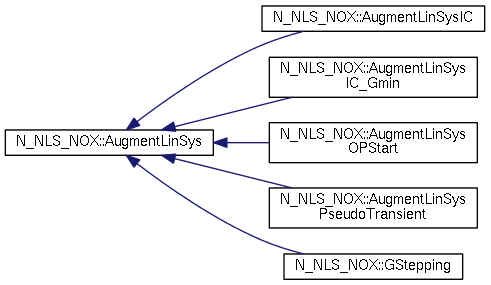 N_NLS_NOX::AugmentLinSysIC
N_NLS_NOX::AugmentLinSys
IC_Gmin
N_NLS_NOX::AugmentLinSys
N_NLS_NOX::AugmentLinSys
OPStart
N_NLS_NOX::AugmentLinSys
PseudoTransient
N_NLS_NOX::GStepping